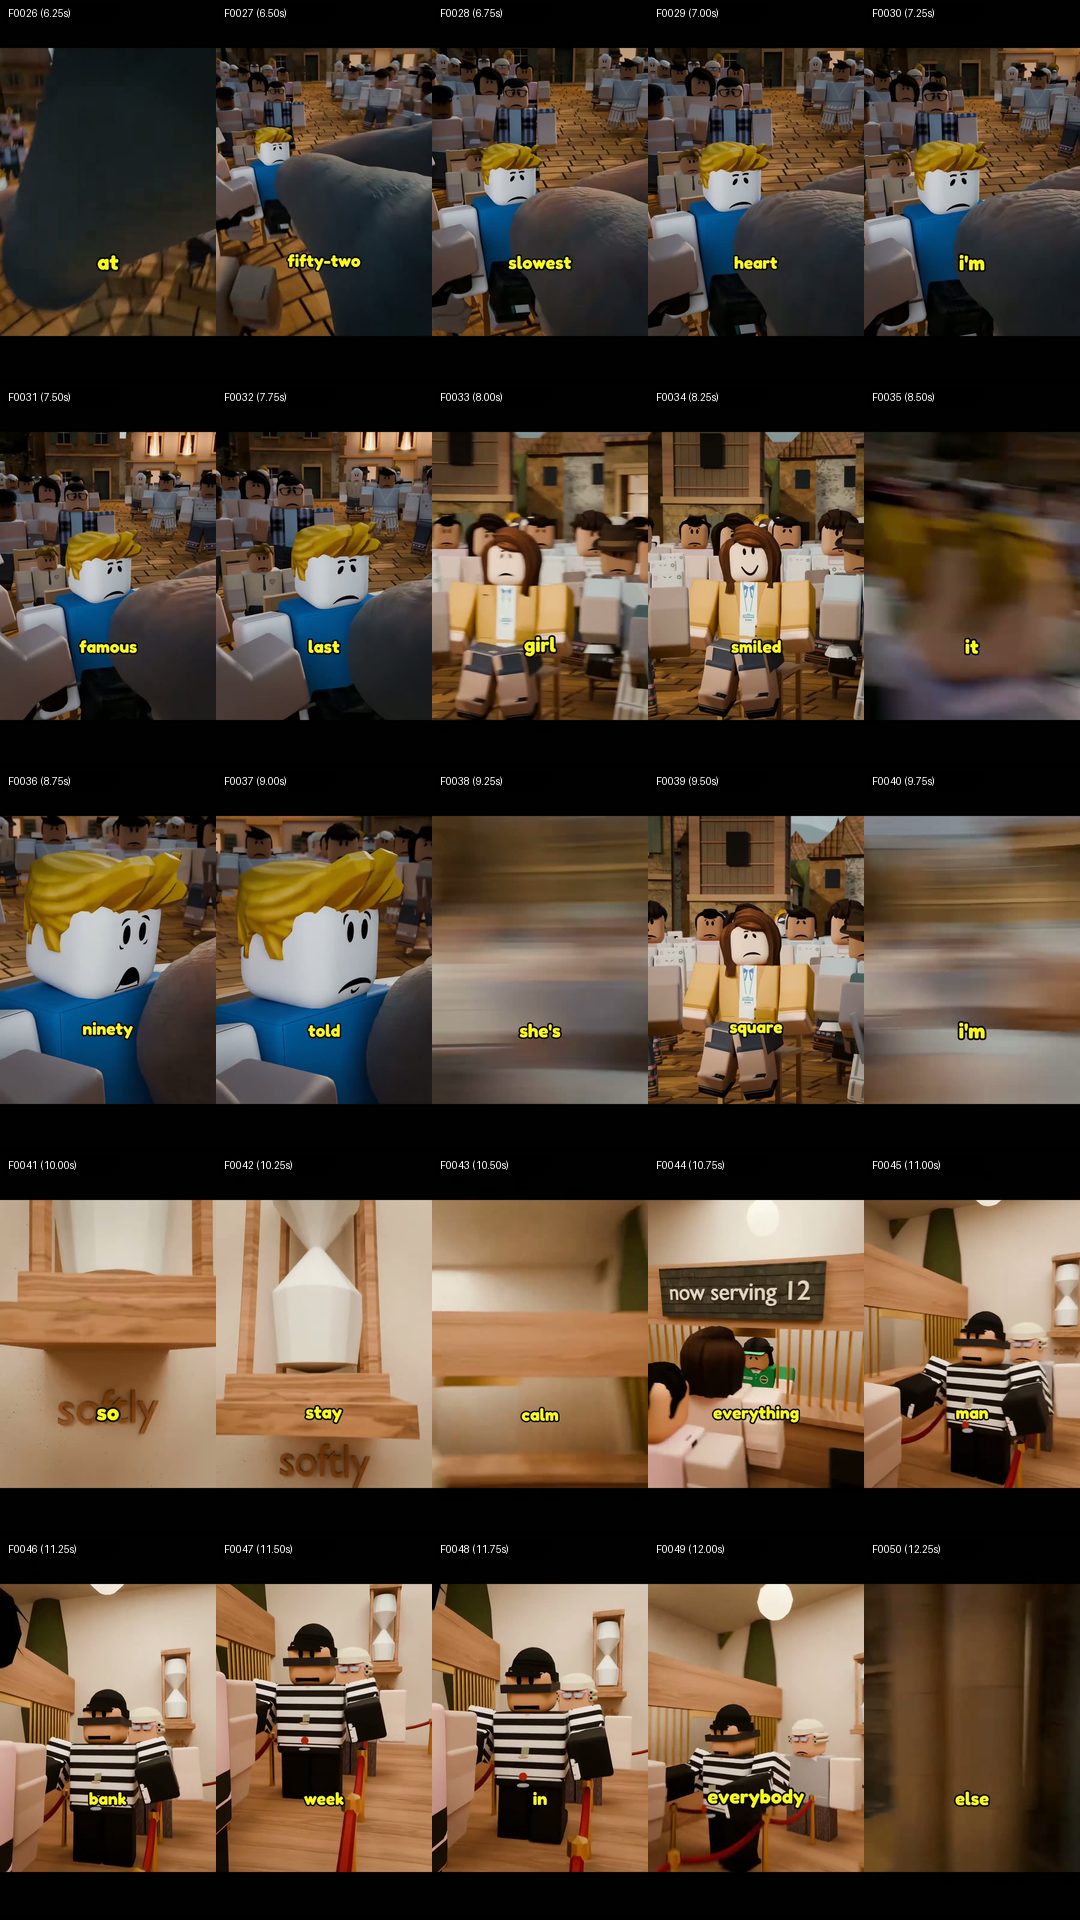 F0026 (6.25s)
F0027 (6.50s)
F0028 (6.75s)
F0029 (7.00s)
F0030 (7.25s)
at
fifty-two
slowest
heart
i'm
F0031 (7.50s)
F0032 (7.75s)
F0033 (8.00s)
F0034 (8.25s)
F0035 (8.50s)
famous
last
girl
smiled
it
F0036 (8.75s)
F0037 (9.00s)
F0038 (9.25s)
F0039 (9.50s)
F0040 (9.75s)
ninety
told
she's
square
i'm
F0041 (10.00s)
F0042 (10.25s)
F0043 (10.50s)
F0044 (10.75s)
F0045 (11.00s)
now serving 12
softly
so
stay
calm
everything
man
softly
F0046 (11.25s)
F0047 (11.50s)
F0048 (11.75s)
F0049 (12.00s)
F0050 (12.25s)
bank
week
in
everybody
else